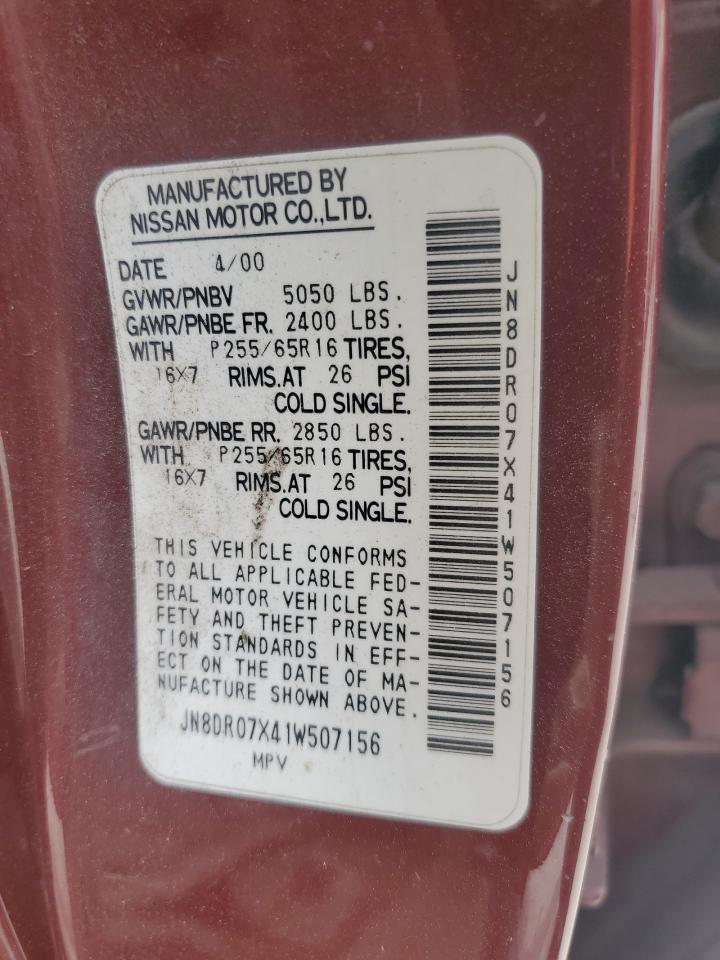 MANUFACTURED BY
NISSAN MOTOR CO.,LTD.
DATE 4/00
GVWR/PNBV 5050 LBS.
GAWR/PNBE FR. 2400 LBS.
WITH P255/65R16 TIRES,
16X7 RIMS.AT 26 PSI
COLD SINGLE.
GAWR/PNBE RR. 2850 LBS.
WITH P255/65R16 TIRES,
16X7 RIMS.AT 26 PSI
COLD SINGLE.
THIS VEHICLE CONFORMS
TO ALL APPLICABLE FED-
ERAL MOTOR VEHICLE SA-
FETY AND THEFT PREVEN-
TION STANDARDS IN EFF-
ECT ON THE DATE OF MA-
NUFACTURE SHOWN ABOVE.
JN8DR07X41W507156
MPV
JN8DR07X41W507156